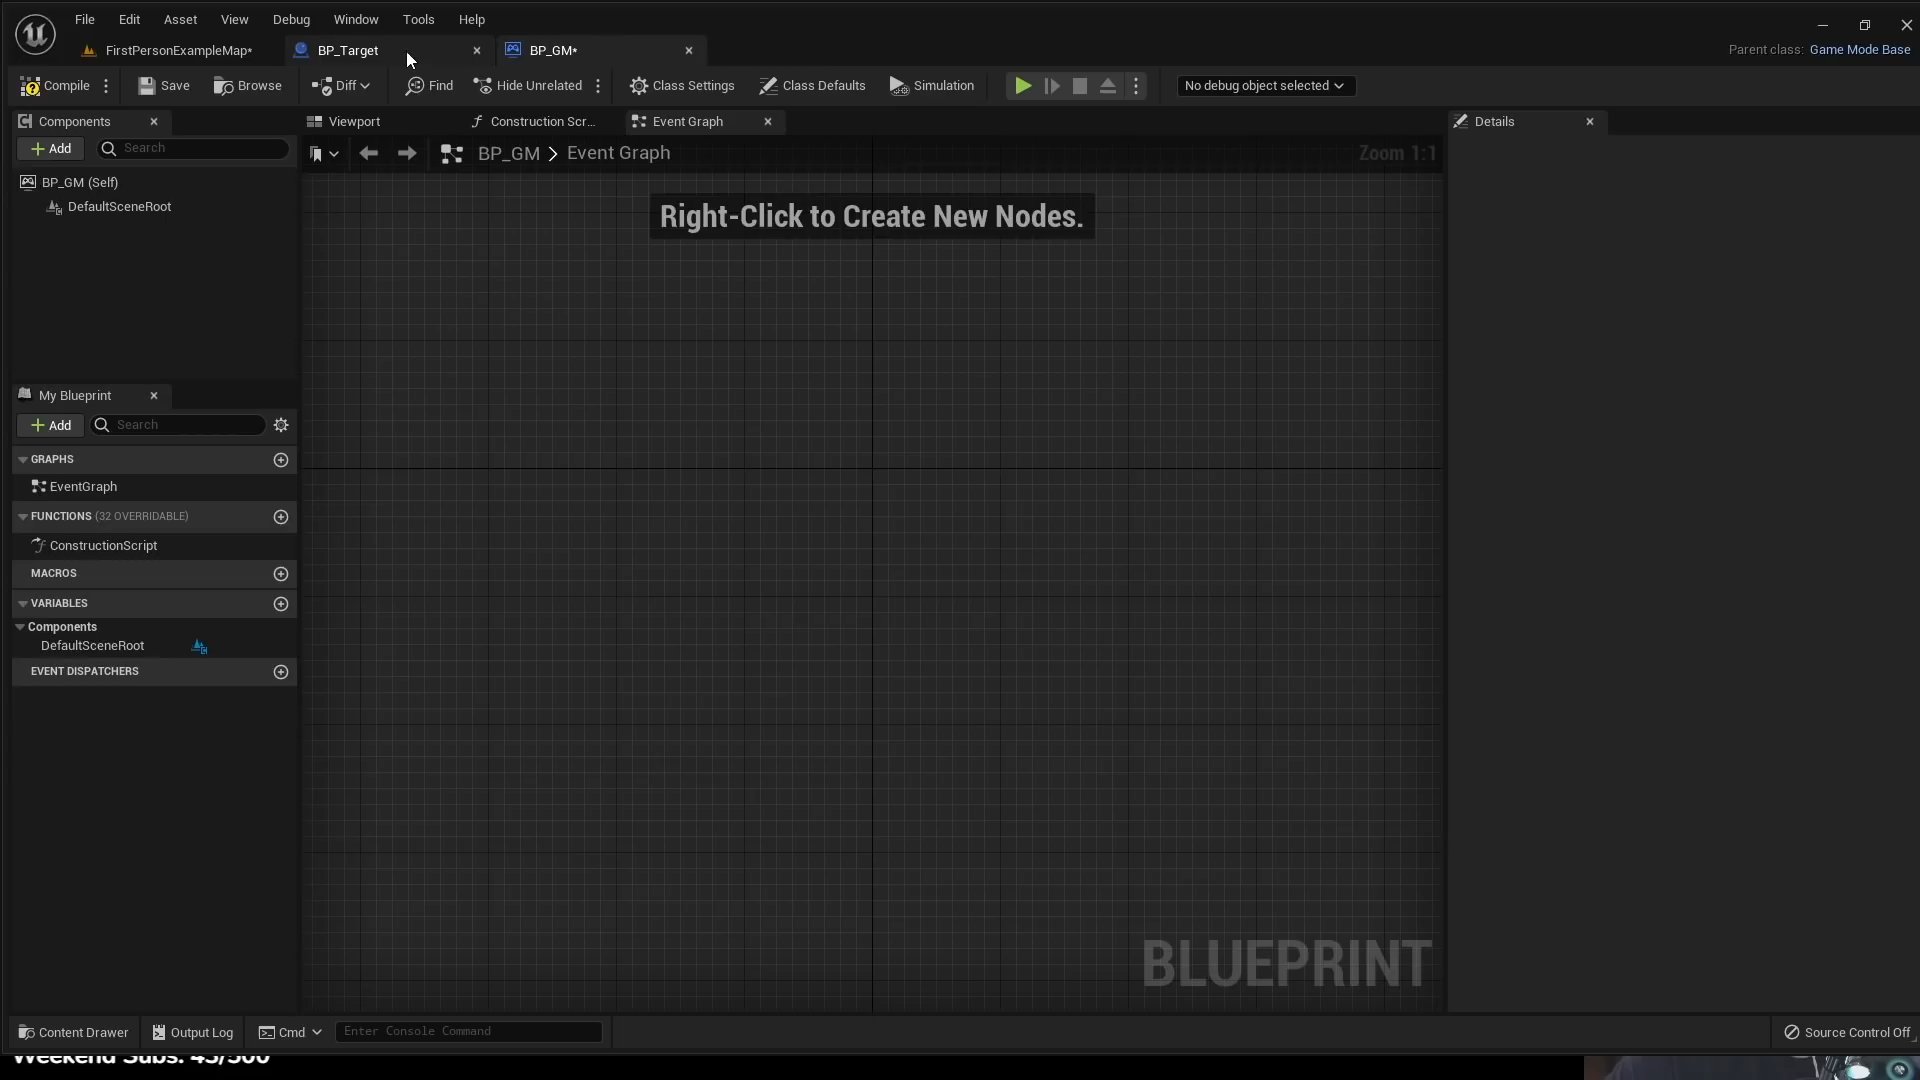 File Edit Asset View Debug Window Tools Help
FirstPersonExampleMap* BP_Target BP_GM* Parent class: Game Mode Base
Compile Save Browse Diff Find Hide Unrelated Class Settings Class Defaults Simulation No debug object selected
Components Viewport Construction Scr... Event Graph Details
Add Search BP_GM > Event Graph Zoom 1:1
BP_GM (Self)
DefaultSceneRoot
Right-Click to Create New Nodes.
My Blueprint
Add Search
GRAPHS
EventGraph
FUNCTIONS (32 OVERRIDABLE)
ConstructionScript
MACROS
VARIABLES
Components
DefaultSceneRoot
EVENT DISPATCHERS
BLUEPRINT
Content Drawer Output Log Cmd Enter Console Command Source Control Off
Weekend Subs: 43/500